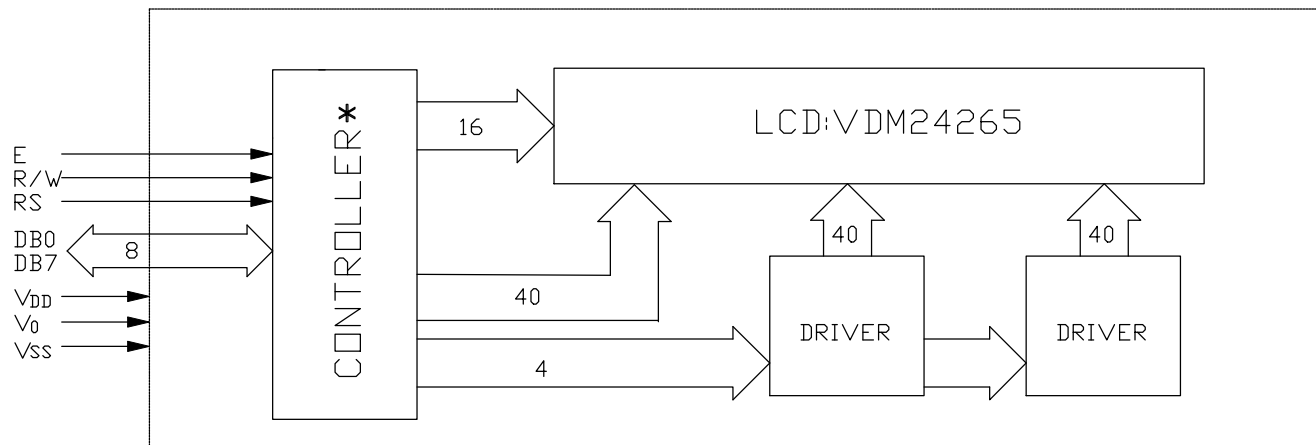 E
R/W
RS
DB0
DB7
VDD
V0
VSS
8
CONTROLLER*
16
40
4
LCD:VDM24265
40
40
DRIVER
DRIVER